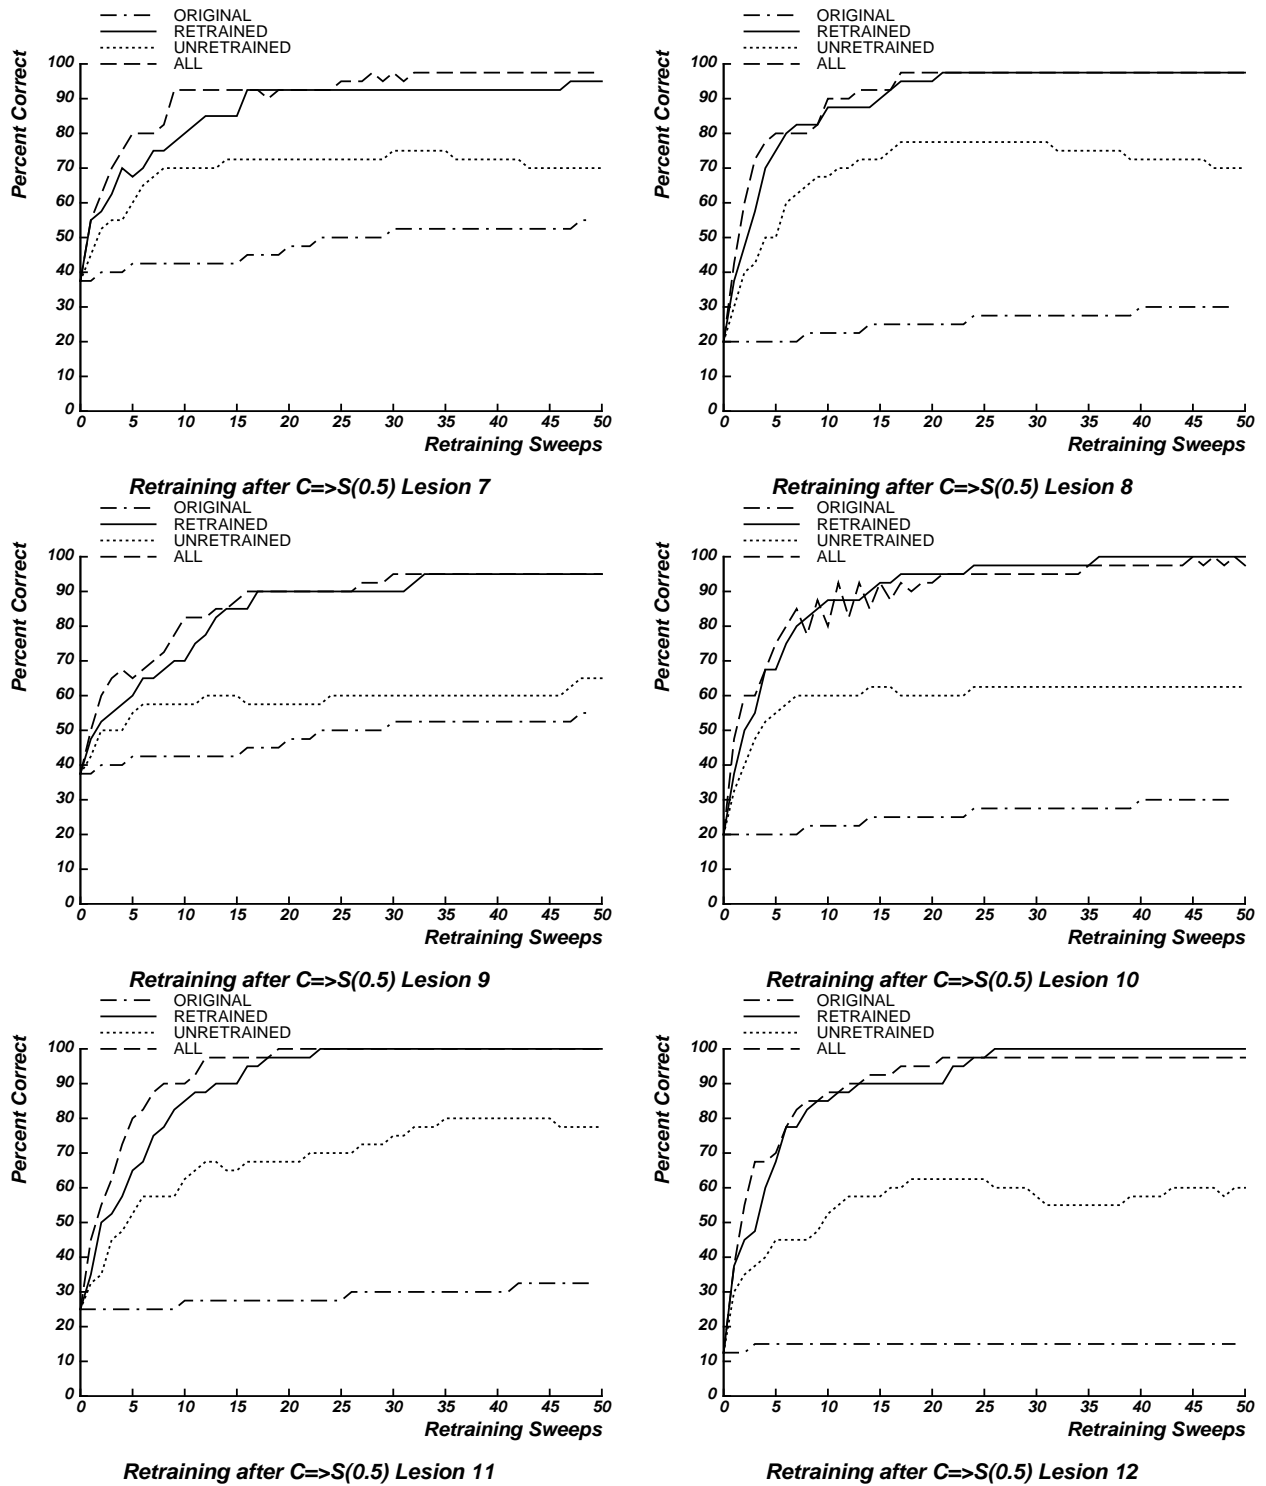 ORIGINAL
RETRAINED
UNRETRAINED
ALL
Percent Correct
100
90
80
70
60
50
40
30
20
10
0
0 5 10 15 20 25 30 35 40 45 50
Retraining Sweeps
Retraining after C=>S(0.5) Lesion 7
ORIGINAL
RETRAINED
UNRETRAINED
ALL
Percent Correct
100
90
80
70
60
50
40
30
20
10
0
0 5 10 15 20 25 30 35 40 45 50
Retraining Sweeps
Retraining after C=>S(0.5) Lesion 8
ORIGINAL
RETRAINED
UNRETRAINED
ALL
Percent Correct
100
90
80
70
60
50
40
30
20
10
0
0 5 10 15 20 25 30 35 40 45 50
Retraining Sweeps
Retraining after C=>S(0.5) Lesion 9
ORIGINAL
RETRAINED
UNRETRAINED
ALL
Percent Correct
100
90
80
70
60
50
40
30
20
10
0
0 5 10 15 20 25 30 35 40 45 50
Retraining Sweeps
Retraining after C=>S(0.5) Lesion 10
ORIGINAL
RETRAINED
UNRETRAINED
ALL
Percent Correct
100
90
80
70
60
50
40
30
20
10
0
0 5 10 15 20 25 30 35 40 45 50
Retraining Sweeps
Retraining after C=>S(0.5) Lesion 11
ORIGINAL
RETRAINED
UNRETRAINED
ALL
Percent Correct
100
90
80
70
60
50
40
30
20
10
0
0 5 10 15 20 25 30 35 40 45 50
Retraining Sweeps
Retraining after C=>S(0.5) Lesion 12